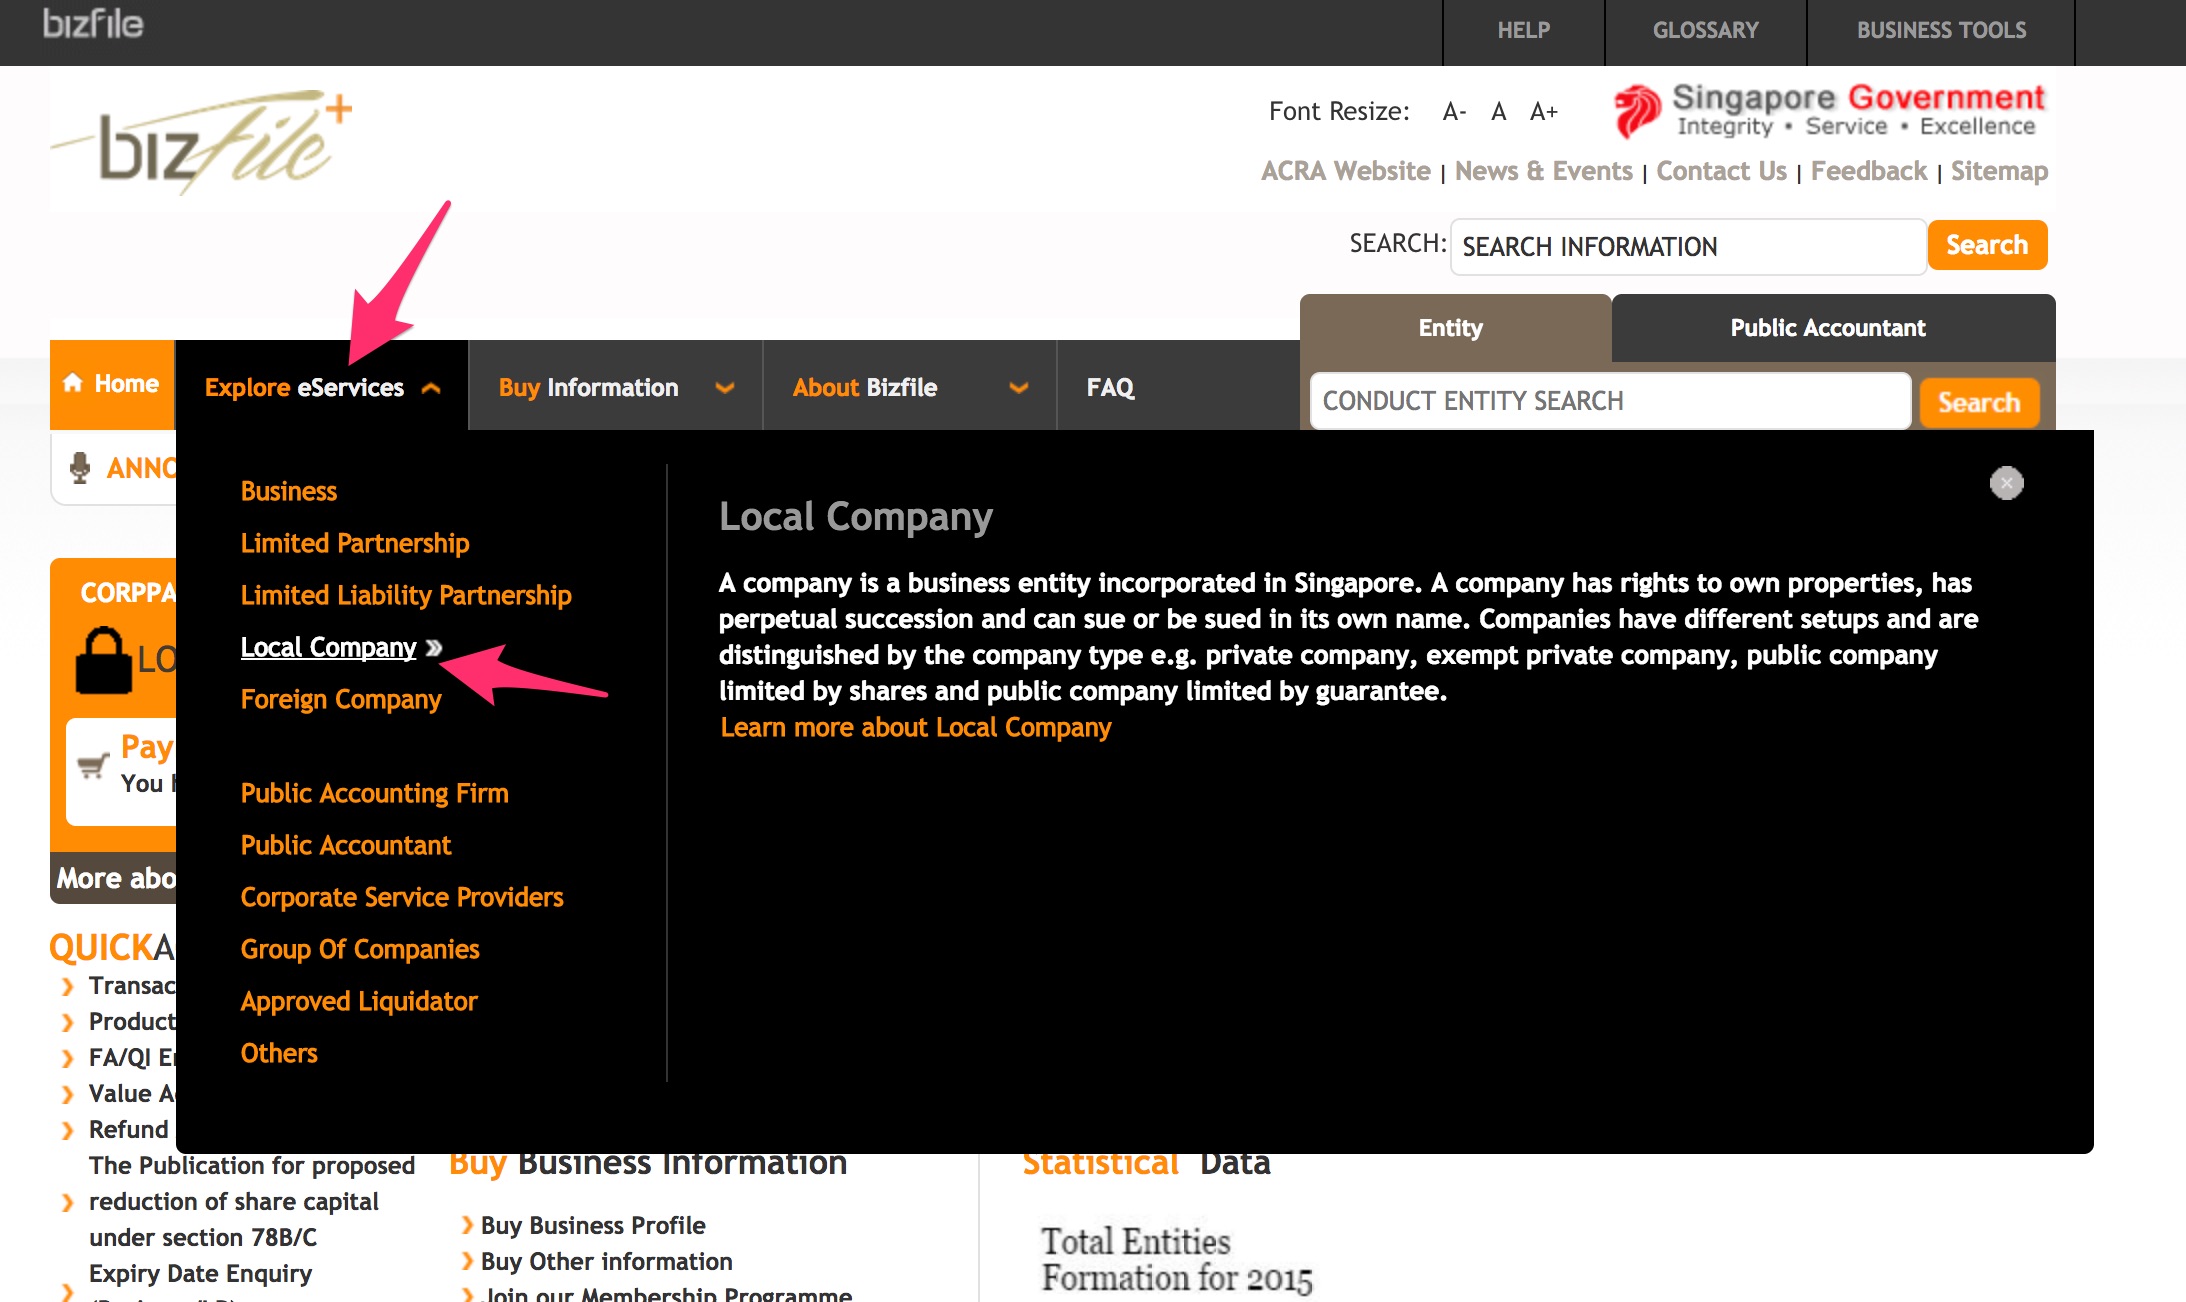 bizfile
HELP
GLOSSARY
BUSINESS TOOLS
bizfile+
Font Resize: A- A A+
Singapore Government
Integrity • Service • Excellence
ACRA Website | News & Events | Contact Us | Feedback | Sitemap
SEARCH: SEARCH INFORMATION Search
Entity
Public Accountant
Home
Explore eServices
Buy Information
About Bizfile
FAQ
CONDUCT ENTITY SEARCH Search
ANNO
Business
Limited Partnership
Limited Liability Partnership
Local Company »
Foreign Company
Public Accounting Firm
Public Accountant
Corporate Service Providers
Group Of Companies
Approved Liquidator
Others
Local Company
A company is a business entity incorporated in Singapore. A company has rights to own properties, has
perpetual succession and can sue or be sued in its own name. Companies have different setups and are
distinguished by the company type e.g. private company, exempt private company, public company
limited by shares and public company limited by guarantee.
Learn more about Local Company
CORPPA
LO
Pay
You
More abo
QUICKA
Transac
Product
FA/QI
Value
Refund
The Publication for proposed
reduction of share capital
under section 78B/C
Expiry Date Enquiry
Buy Business Information
Buy Business Profile
Buy Other information
Join our Membership Programme
Statistical Data
Total Entities
Formation for 2015